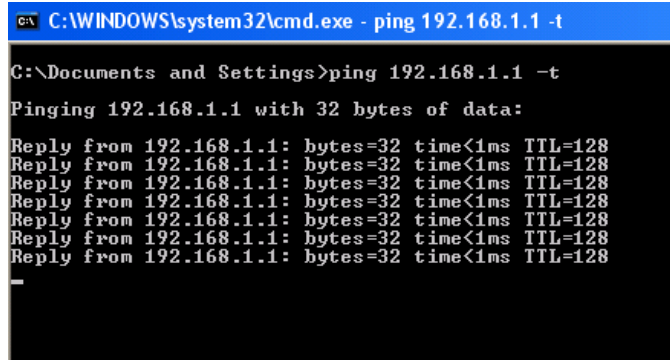 C:\WINDOWS\system32\cmd.exe - ping 192.168.1.1 -t
C:\Documents and Settings>ping 192.168.1.1 -t
Pinging 192.168.1.1 with 32 bytes of data:
Reply from 192.168.1.1: bytes=32 time<1ms TTL=128
Reply from 192.168.1.1: bytes=32 time<1ms TTL=128
Reply from 192.168.1.1: bytes=32 time<1ms TTL=128
Reply from 192.168.1.1: bytes=32 time<1ms TTL=128
Reply from 192.168.1.1: bytes=32 time<1ms TTL=128
Reply from 192.168.1.1: bytes=32 time<1ms TTL=128
Reply from 192.168.1.1: bytes=32 time<1ms TTL=128